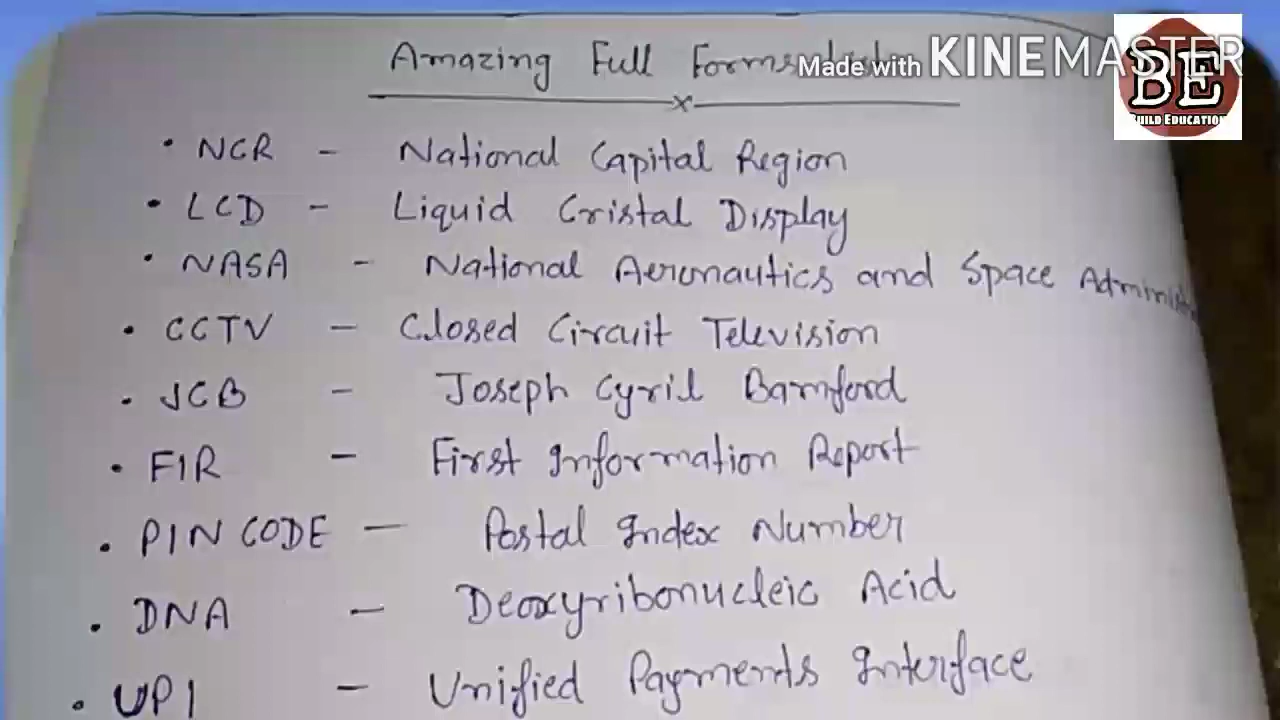 Amazing Full Forms
Made with KINEMASTER
BE
BUILD EDUCATION
x
• NCR - National Capital Region
• LCD - Liquid Cristal Display
• NASA - National Aeronautics and Space
• CCTV - Closed Circuit Television
• JCB - Joseph Cyril Bamford
• FIR - First Information Report
• PIN CODE - Postal Index Number
• DNA - Deoxyribonucleic Acid
• UPI - Unified Payments Interface